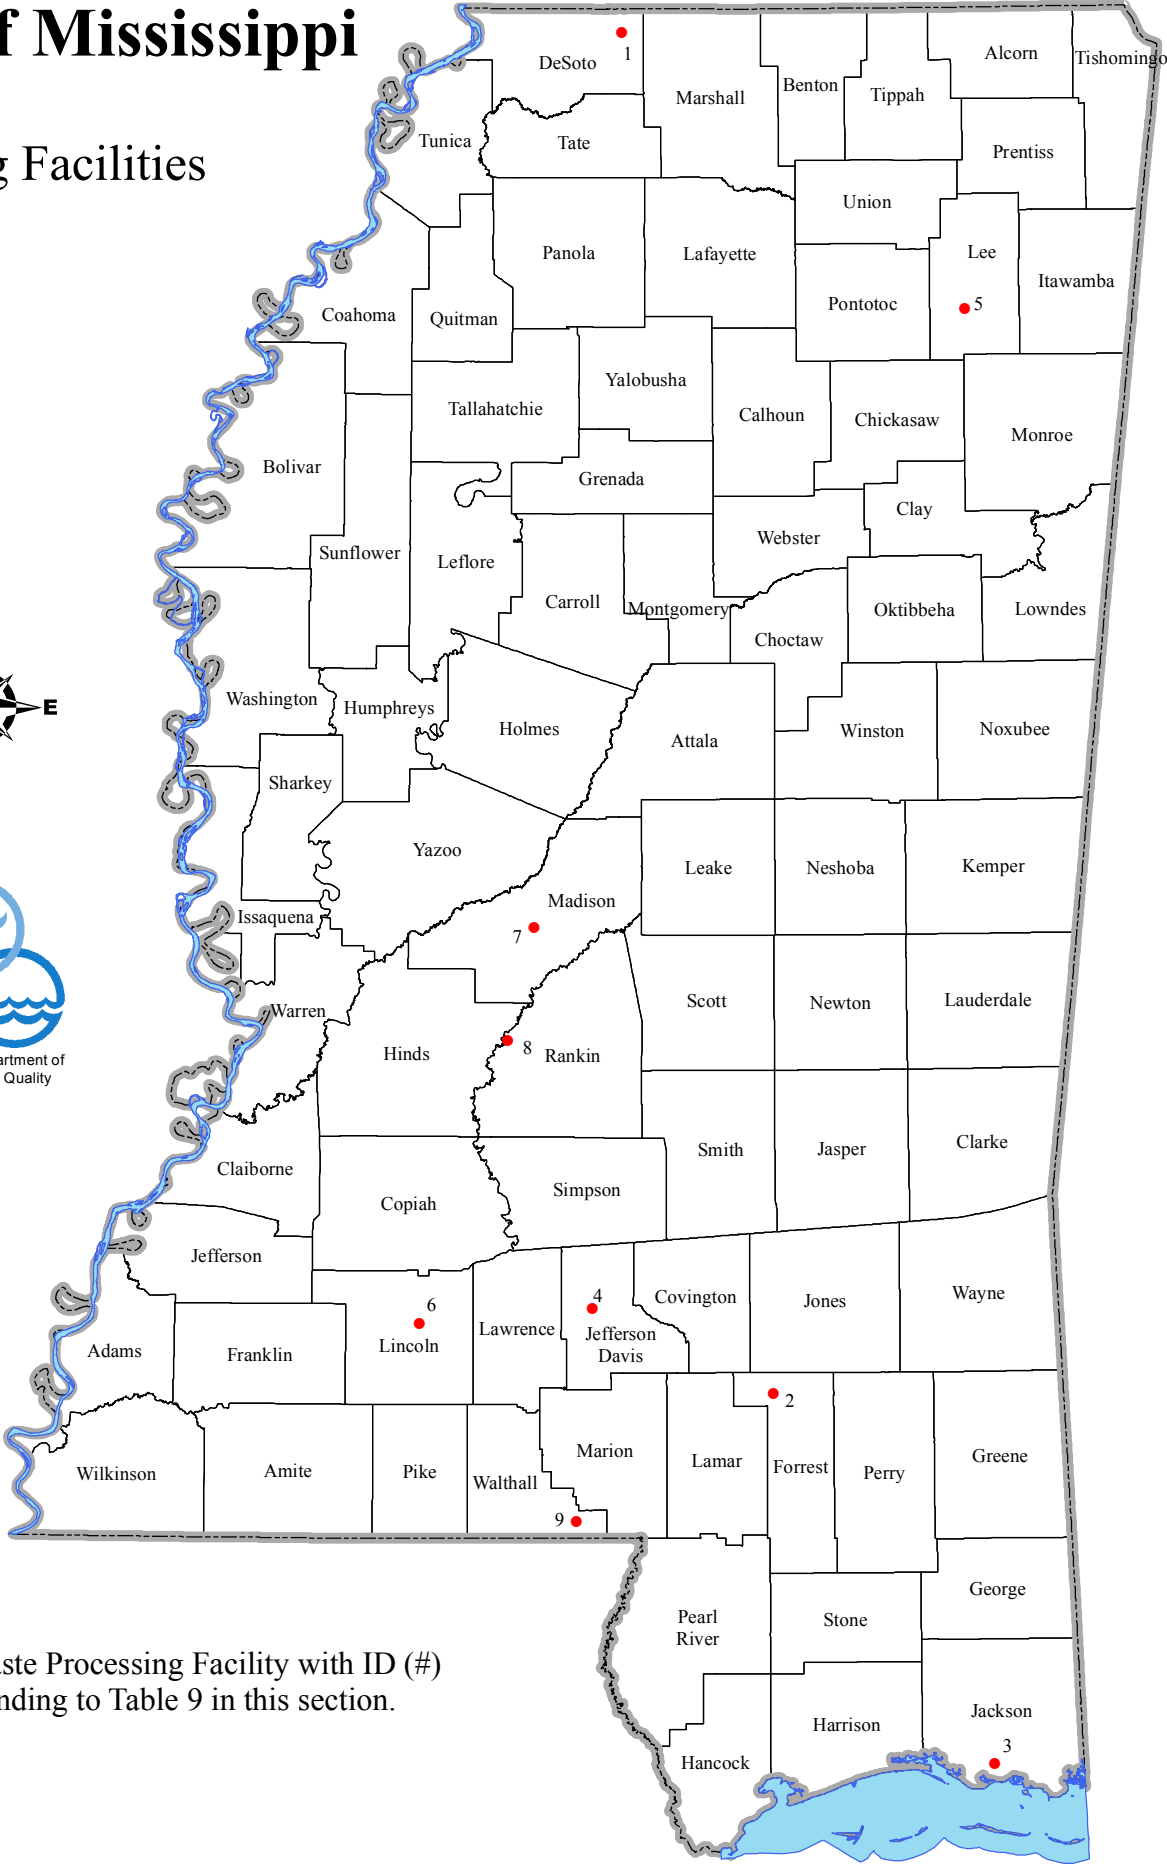 f Mississippi
g Facilities
DeSoto
1
Marshall
Benton
Tippah
Alcorn
Tishomingo
Tunica
Tate
Prentiss
Union
Panola
Lafayette
Lee
Itawamba
Pontotoc
5
Coahoma
Quitman
Yalobusha
Tallahatchie
Calhoun
Chickasaw
Monroe
Bolivar
Grenada
Clay
Webster
Sunflower
Leflore
Carroll
Montgomery
Oktibbeha
Lowndes
Choctaw
Washington
Humphreys
E
Holmes
Attala
Winston
Noxubee
Sharkey
Yazoo
Leake
Neshoba
Kemper
Madison
Issaquena
7
Scott
Newton
Lauderdale
Warren
Hinds
8
Rankin
artment of
Quality
Smith
Jasper
Clarke
Claiborne
Copiah
Simpson
Jefferson
6
4
Covington
Jones
Wayne
Lawrence
Jefferson
Davis
Lincoln
Adams
Franklin
2
Marion
Lamar
Forrest
Perry
Greene
Wilkinson
Amite
Pike
Walthall
9
George
Pearl
River
Stone
ste Processing Facility with ID (#)
nding to Table 9 in this section.
Jackson
Harrison
3
Hancock